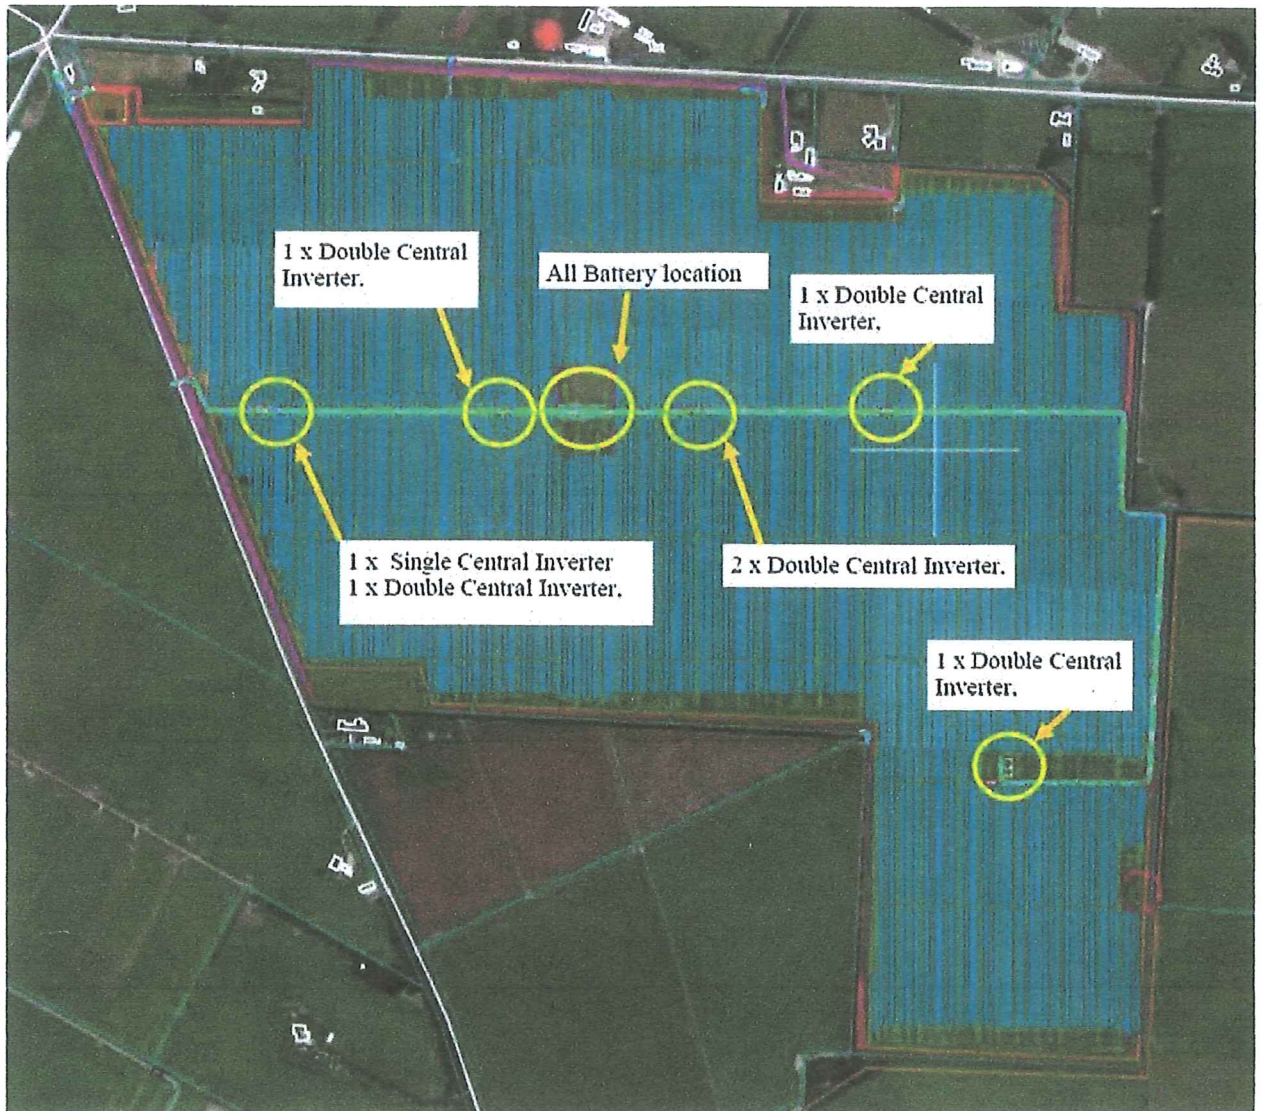 1 x Double Central
Inverter.
All Battery location
1 x Double Central
Inverter.
1 x  Single Central Inverter
1 x Double Central Inverter.
2 x Double Central Inverter.
1 x Double Central
Inverter.